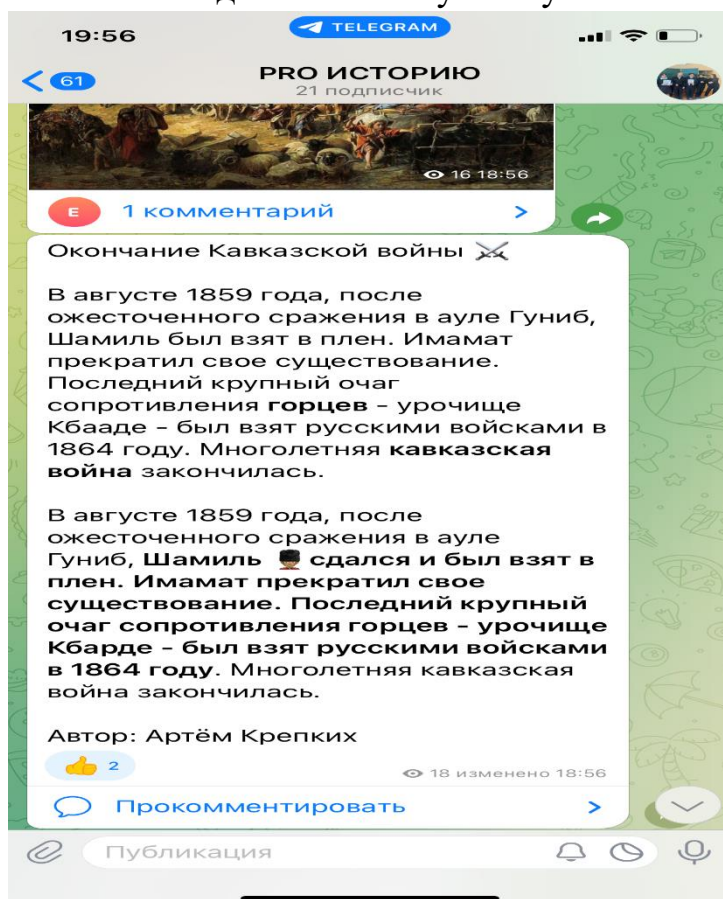 19:56
TELEGRAM
61
PRO ИСТОРИЮ
21 подписчик
16 18:56
Е
1 комментарий
Окончание Кавказской войны ⚔️
В августе 1859 года, после
ожесточенного сражения в ауле Гуниб,
Шамиль был взят в плен. Имамат
прекратил свое существование.
Последний крупный очаг
сопротивления горцев – урочище
Кбааде – был взят русскими войсками в
1864 году. Многолетняя кавказская
война закончилась.
В августе 1859 года, после
ожесточенного сражения в ауле
Гуниб, Шамиль 💂🏽 сдался и был взят в
плен. Имамат прекратил свое
существование. Последний крупный
очаг сопротивления горцев – урочище
Кбарде – был взят русскими войсками
в 1864 году. Многолетняя кавказская
война закончилась.
Автор: Артём Крепких
👍 2
18 изменено 18:56
Прокомментировать
Публикация